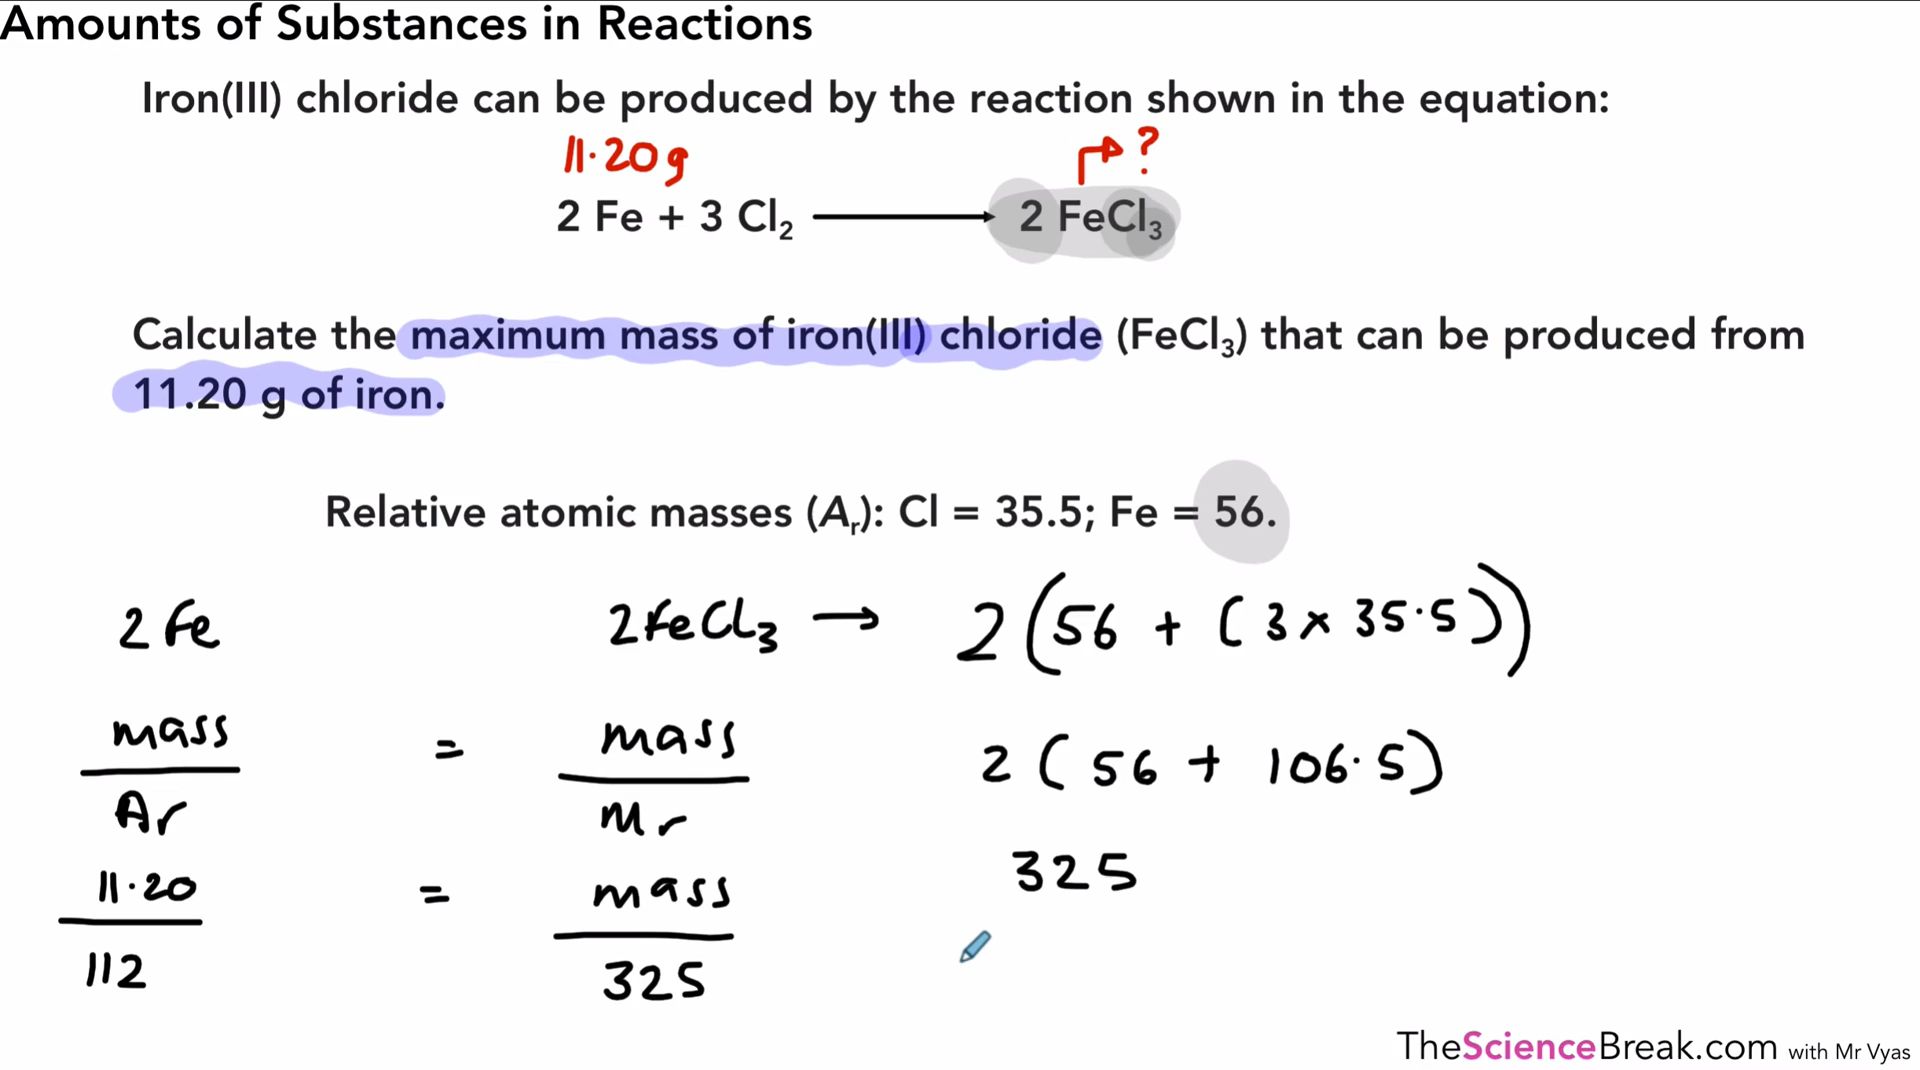 Amounts of Substances in Reactions
Iron(III) chloride can be produced by the reaction shown in the equation:
11.20g ?
2 Fe + 3 Cl₂ ⟶ 2 FeCl₃
Calculate the maximum mass of iron(III) chloride (FeCl₃) that can be produced from
11.20 g of iron.
Relative atomic masses (Aᵣ): Cl = 35.5; Fe = 56.
2 Fe 2FeCl₃ → 2(56 + (3 × 35.5))
mass = mass 2(56 + 106.5)
Ar Mr
325
11.20 = mass
112 325
TheScienceBreak.com with Mr Vyas